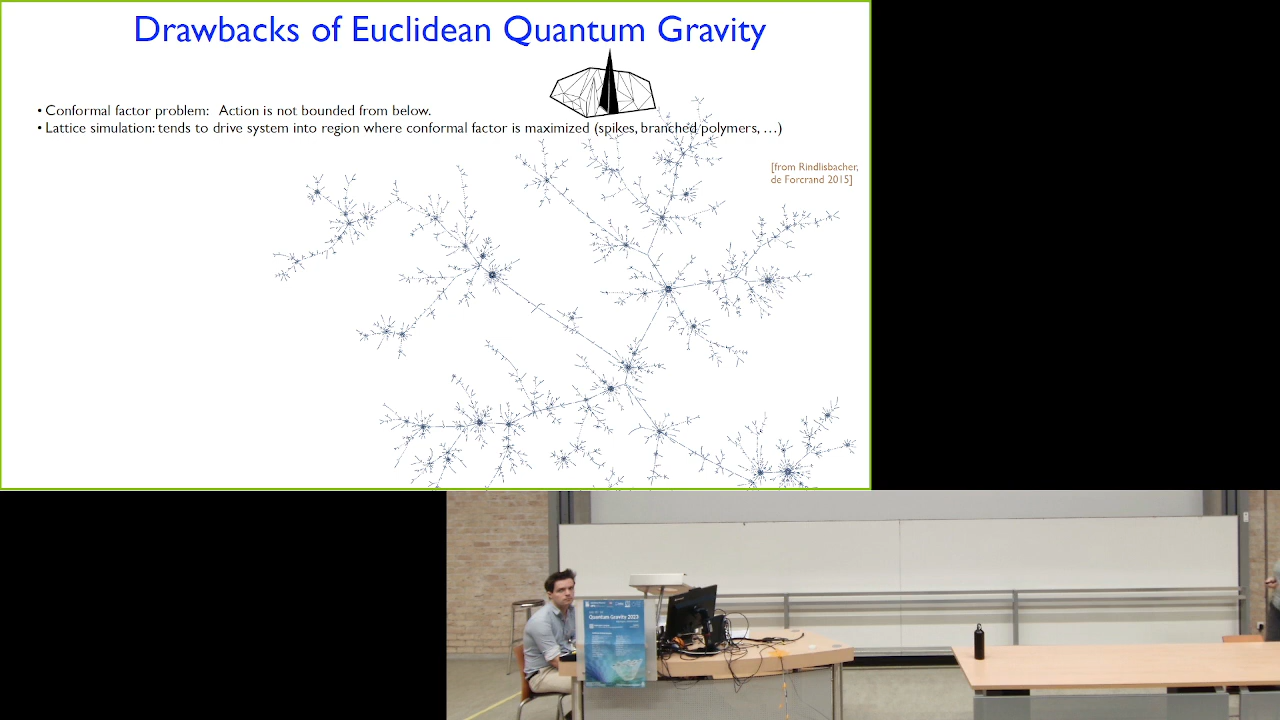 Drawbacks of Euclidean Quantum Gravity
• Conformal factor problem: Action is not bounded from below.
• Lattice simulation: tends to drive system into region where conformal factor is maximized (spikes, branched polymers, …)
[from Rindlisbacher,
de Forcrand 2015]
Quantum Gravity 2023